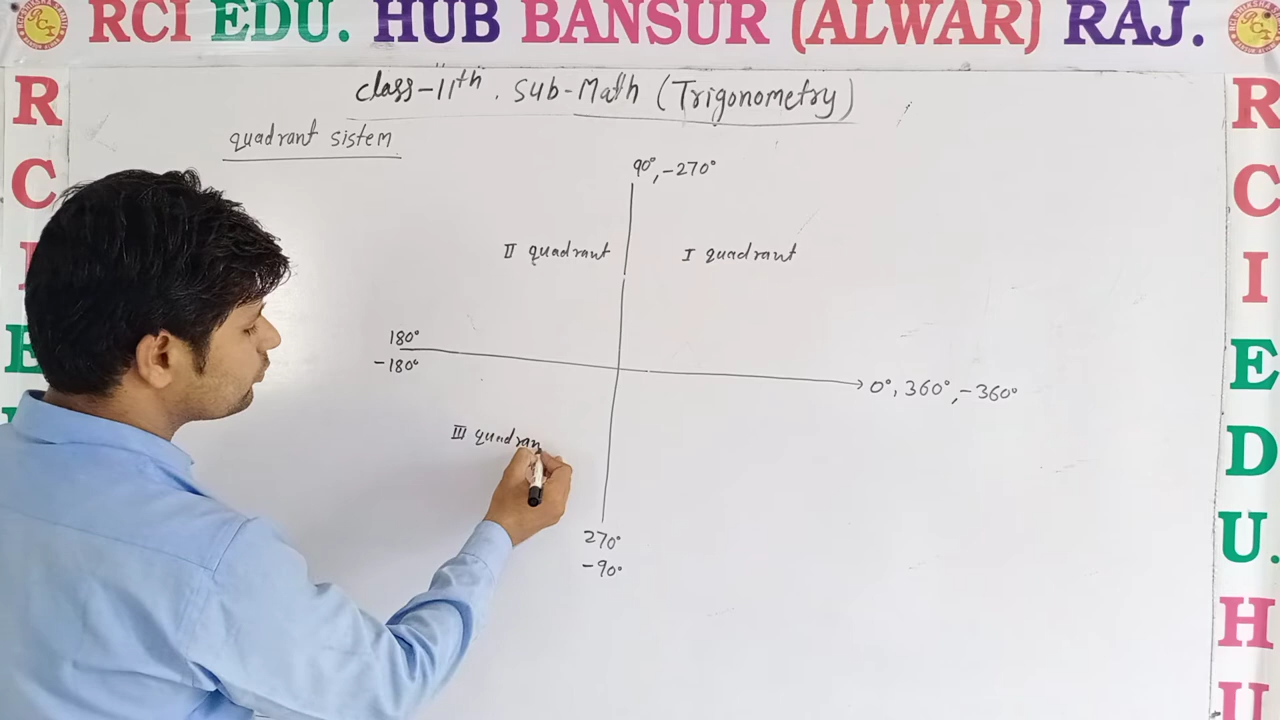 RCI EDU. HUB BANSUR (ALWAR) RAJ.
Class-11th. Sub-Math (Trigonometry)
quadrant sistem
90°, -270°
II quadrant
I quadrant
180°
-180°
0°, 360°, -360°
III quadran
270°
-90°
R
C
E
R
C
I
E
D
U.
H
U